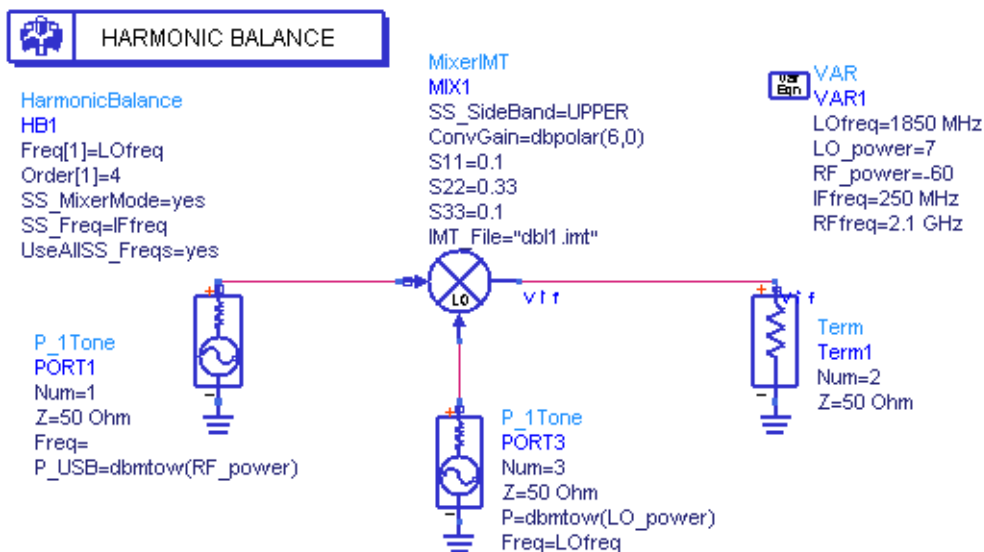 HARMONIC BALANCE
HarmonicBalance
HB1
Freq[1]=LOfreq
Order[1]=4
SS_MixerMode=yes
SS_Freq=IFfreq
UseAllSS_Freqs=yes
MixerIMT
MIX1
SS_SideBand=UPPER
ConvGain=dbpolar(6,0)
S11=0.1
S22=0.33
S33=0.1
IMT_File="dbl1.imt"
Var
Eqn
VAR
VAR1
LOfreq=1850 MHz
LO_power=7
RF_power=-60
IFfreq=250 MHz
RFfreq=2.1 GHz
LO
Vif
Vif
P_1Tone
PORT1
Num=1
Z=50 Ohm
Freq=
P_USB=dbmtow(RF_power)
P_1Tone
PORT3
Num=3
Z=50 Ohm
P=dbmtow(LO_power)
Freq=LOfreq
Term
Term1
Num=2
Z=50 Ohm